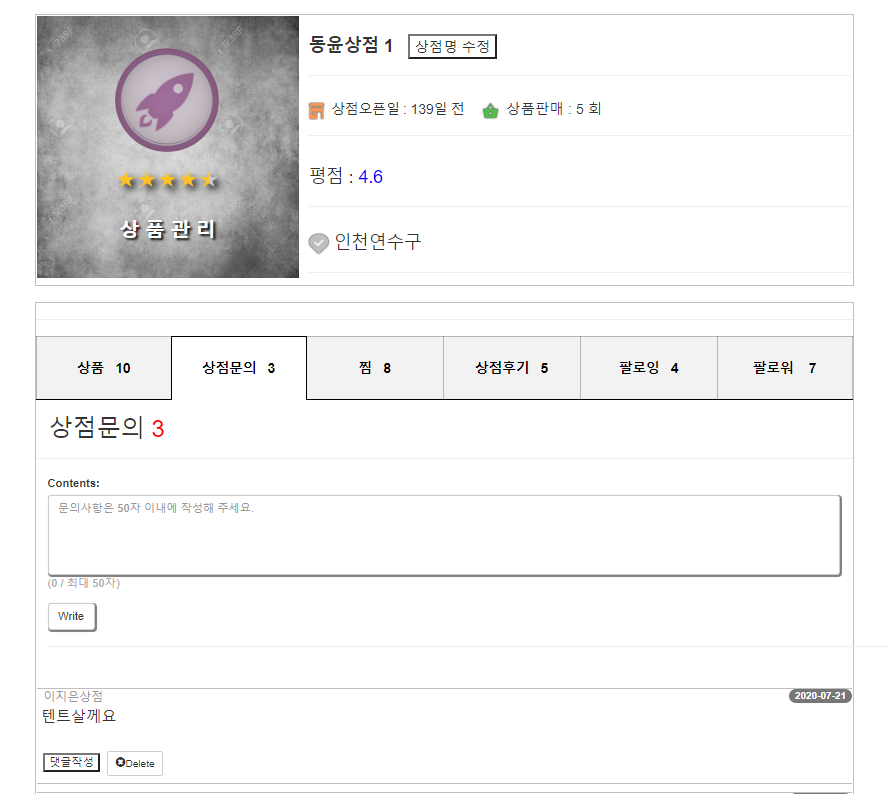 동윤상점 1 상점명 수정
상점오픈일 : 139일 전 상품판매 : 5 회
평점 : 4.6
인천연수구
상 품 관 리
상품 10 상점문의 3 찜 8 상점후기 5 팔로잉 4 팔로워 7
상점문의 3
Contents:
문의사항은 50자 이내에 작성해 주세요.
(0 / 최대 50자)
Write
이지은상점 2020-07-21
텐트살께요
댓글작성 Delete